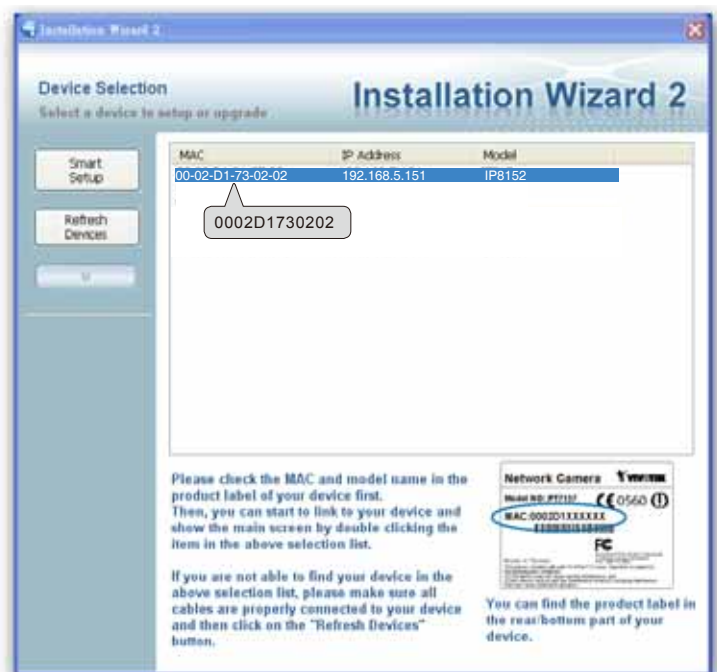 Installation Wizard 2
Device Selection
Select a device to setup or upgrade
Installation Wizard 2
Smart
Setup
Refresh
Devices
MAC IP Address Model
00-02-D1-73-02-02 192.168.5.151 IP8152
0002D1730202
Please check the MAC and model name in the
product label of your device first.
Then, you can start to link to your device and
show the main screen by double clicking the
item in the above selection list.
If you are not able to find your device in the
above selection list, please make sure all
cables are properly connected to your device
and then click on the "Refresh Devices"
button.
Network Camera VIVOTEK
Model NO:
CE0560
MAC:0002D1XXXXXX
FC
You can find the product label in
the rear/bottom part of your
device.